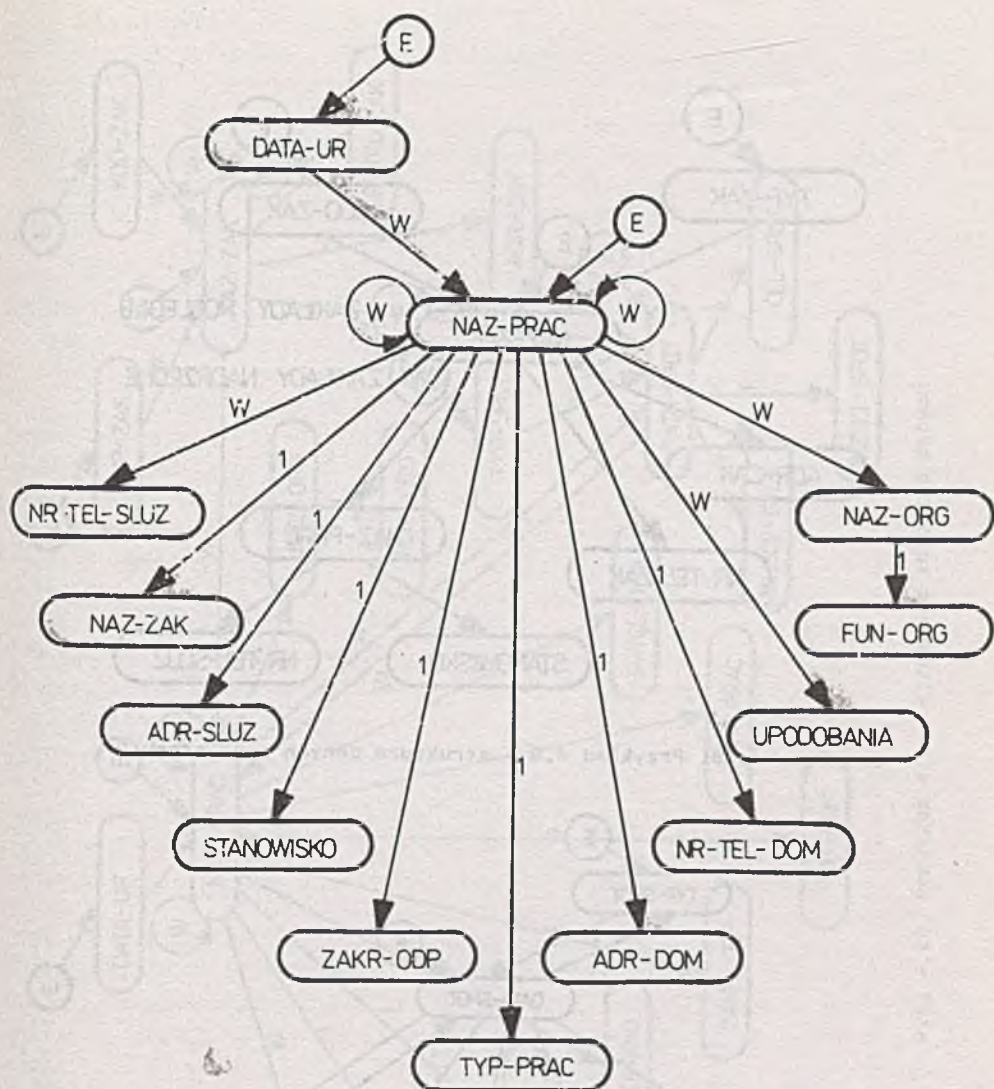 E
DATA-UR
W
E
W
NAZ-PRAC
W
W
1
1
1
1
1
1
1
W
W
NR-TEL-SLUZ
NAZ-ORG
1
NAZ-ZAK
FUN-ORG
ADR-SLUZ
UPODOBANIA
STANOWISKO
NR-TEL-DOM
ZAKR-ODP
ADR-DOM
TYP-PRAC